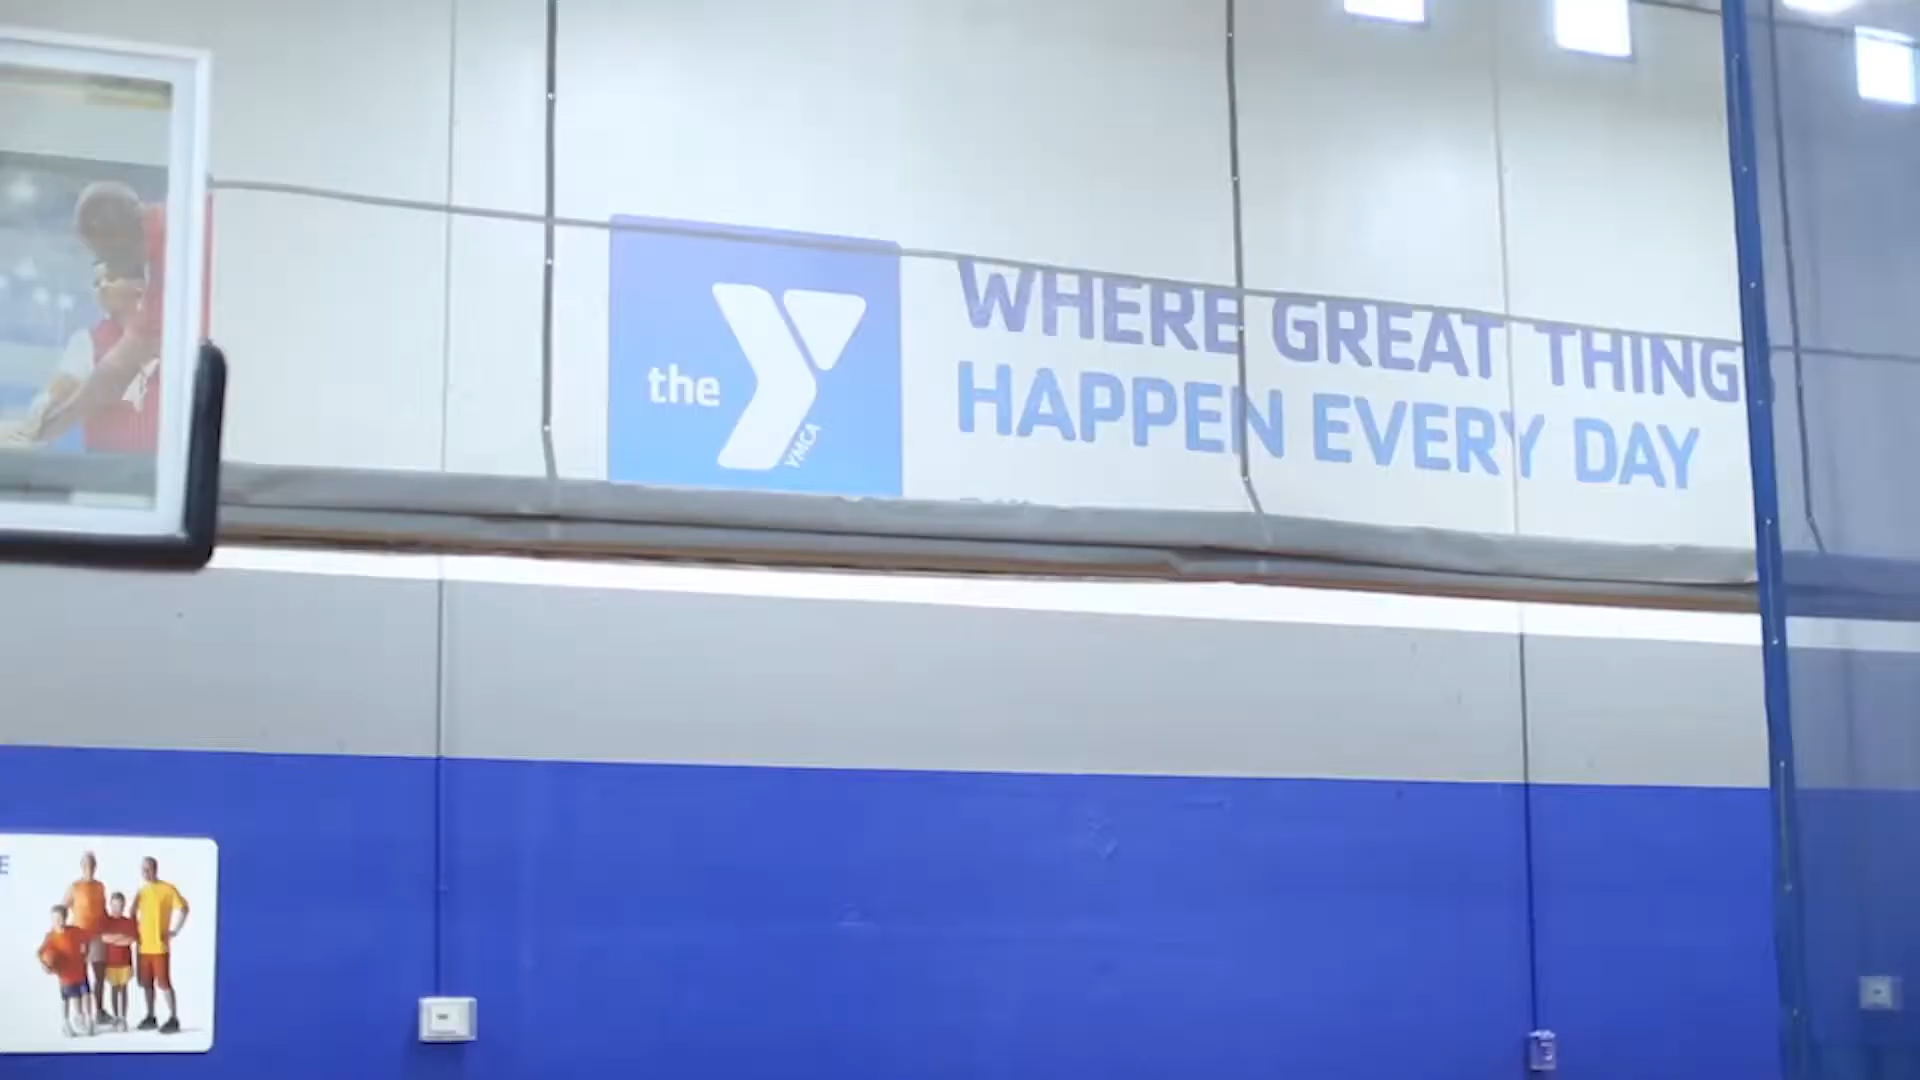 the
YMCA
WHERE GREAT THING
HAPPEN EVERY DAY
E